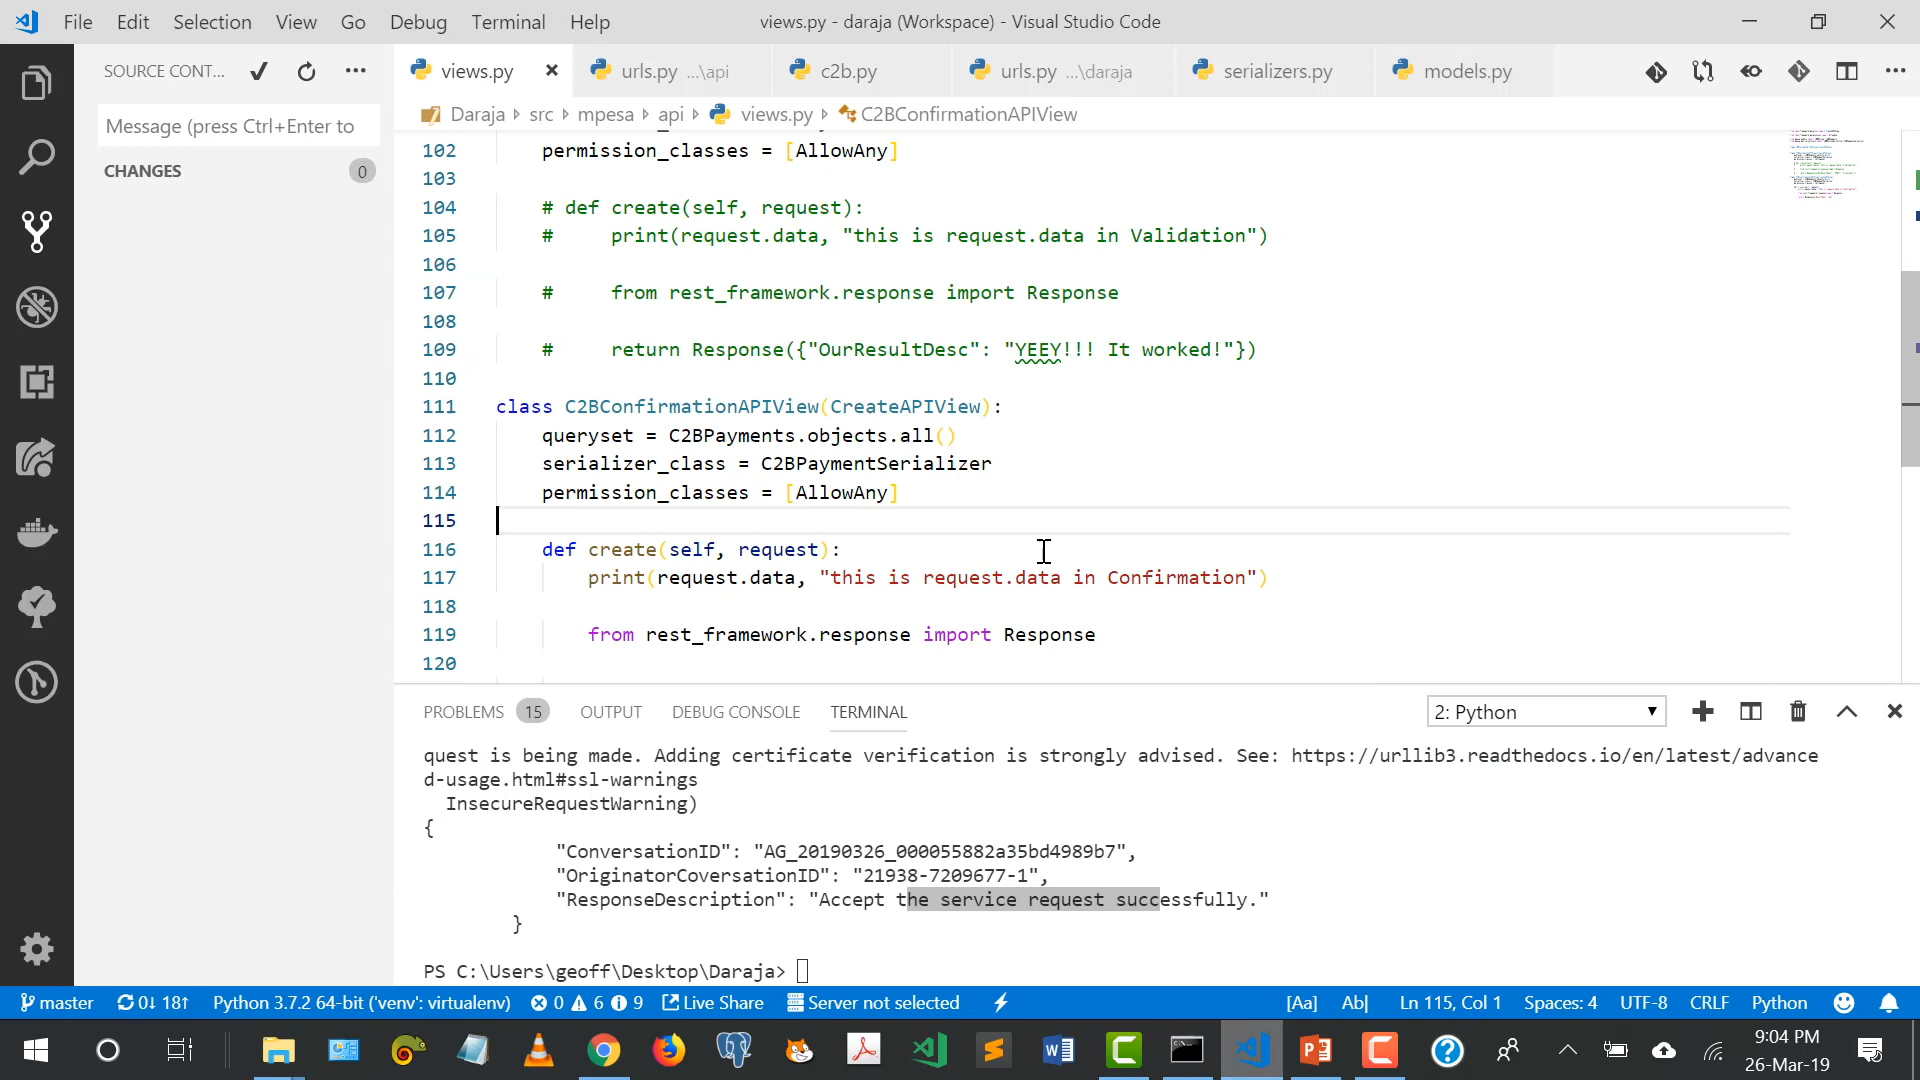 File Edit Selection View Go Debug Terminal Help
views.py - daraja (Workspace) - Visual Studio Code
SOURCE CONT...
views.py
urls.py ...\api
c2b.py
urls.py ...\daraja
serializers.py
models.py
Message (press Ctrl+Enter to
CHANGES 0
Daraja src mpesa api views.py C2BConfirmationAPIView
102 permission_classes = [AllowAny]
103
104 # def create(self, request):
105 #     print(request.data, "this is request.data in Validation")
106
107 #     from rest_framework.response import Response
108
109 #     return Response({"OurResultDesc": "YEEY!!! It worked!"})
110
111 class C2BConfirmationAPIView(CreateAPIView):
112     queryset = C2BPayments.objects.all()
113     serializer_class = C2BPaymentSerializer
114     permission_classes = [AllowAny]
115
116     def create(self, request):
117         print(request.data, "this is request.data in Confirmation")
118
119         from rest_framework.response import Response
120
PROBLEMS 15 OUTPUT DEBUG CONSOLE TERMINAL
2: Python
quest is being made. Adding certificate verification is strongly advised. See: https://urllib3.readthedocs.io/en/latest/advance
d-usage.html#ssl-warnings
InsecureRequestWarning)
{
"ConversationID": "AG_20190326_000055882a35bd4989b7",
"OriginatorCoversationID": "21938-7209677-1",
"ResponseDescription": "Accept the service request successfully."
}
PS C:\Users\geoff\Desktop\Daraja>
master 0↓ 18↑ Python 3.7.2 64-bit ('venv': virtualenv) 0 6 9 Live Share Server not selected [Aa] Ab| Ln 115, Col 1 Spaces: 4 UTF-8 CRLF Python
9:04 PM
26-Mar-19